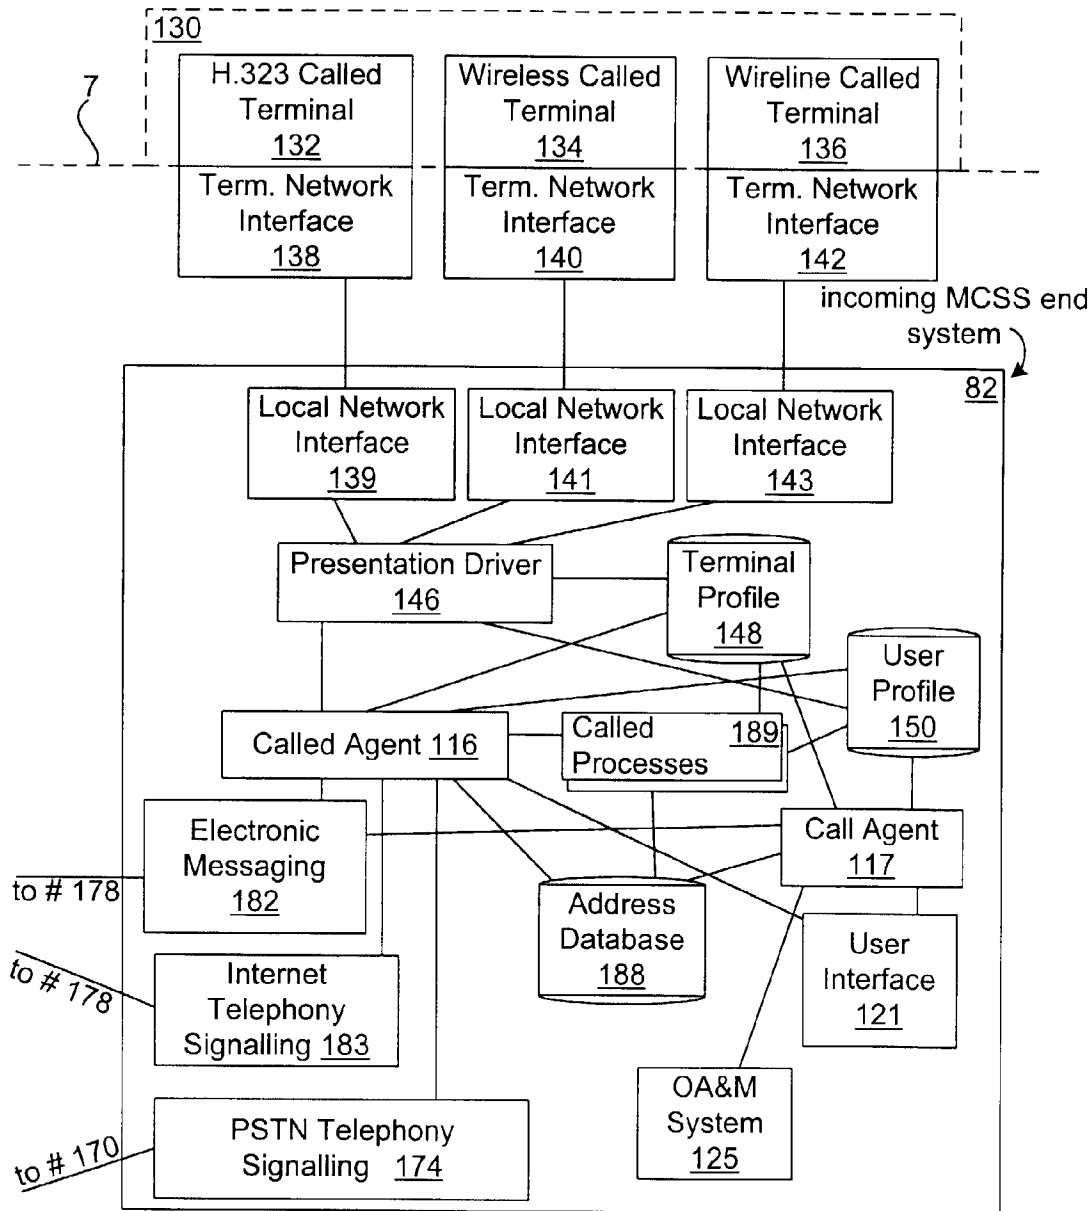 130
7
H.323 Called
Terminal
132
Wireless Called
Terminal
134
Wireline Called
Terminal
136
Term. Network
Interface
138
Term. Network
Interface
140
Term. Network
Interface
142
incoming MCSS end
system
82
Local Network
Interface
139
Local Network
Interface
141
Local Network
Interface
143
Presentation Driver
146
Terminal
Profile
148
User
Profile
150
Called Agent 116
Called
Processes
189
Electronic
Messaging
182
to # 178
Call Agent
117
Address
Database
188
User
Interface
121
Internet
Telephony
Signalling 183
to # 178
OA&M
System
125
PSTN Telephony
Signalling 174
to # 170